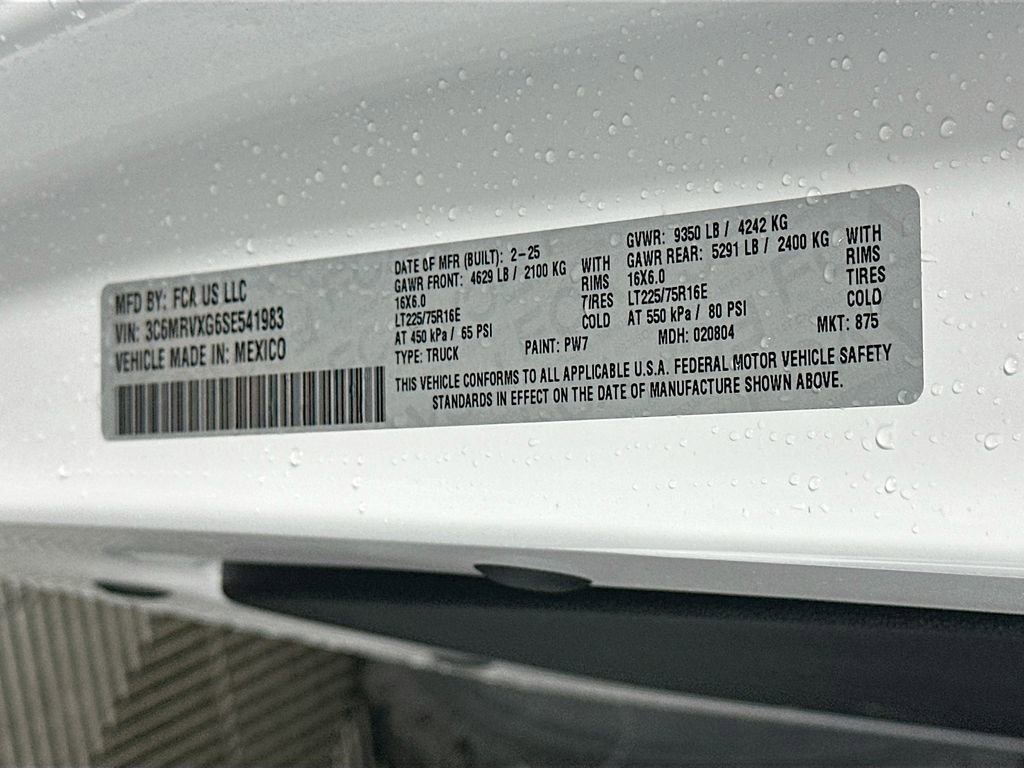 MFD BY: FCA US LLC
VIN: 3C6MRVXG6SE541983
VEHICLE MADE IN: MEXICO
DATE OF MFR (BUILT): 2-25
GAWR FRONT: 4629 LB / 2100 KG WITH
16X6.0 RIMS
LT225/75R16E TIRES
AT 450 kPa / 65 PSI COLD
TYPE: TRUCK PAINT: PW7
GVWR: 9350 LB / 4242 KG
GAWR REAR: 5291 LB / 2400 KG WITH
16X6.0 RIMS
LT225/75R16E TIRES
AT 550 kPa / 80 PSI COLD
MDH: 020804 MKT: 875
THIS VEHICLE CONFORMS TO ALL APPLICABLE U.S.A. FEDERAL MOTOR VEHICLE SAFETY
STANDARDS IN EFFECT ON THE DATE OF MANUFACTURE SHOWN ABOVE.